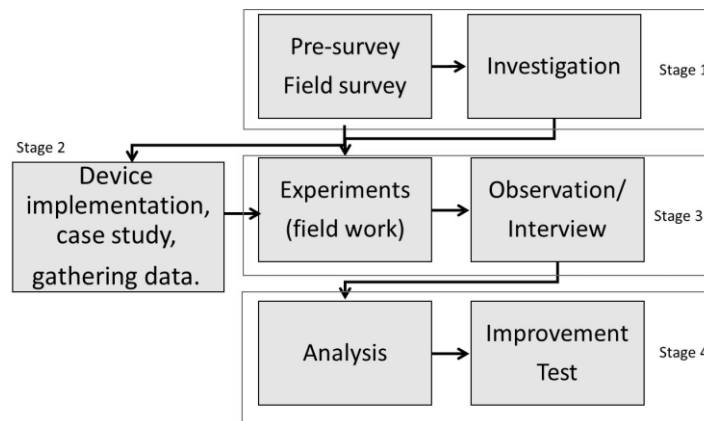 Pre-survey
Field survey
Investigation
Stage 1
Stage 2
Device
implementation,
case study,
gathering data.
Experiments
(field work)
Observation/
Interview
Stage 3
Analysis
Improvement
Test
Stage 4